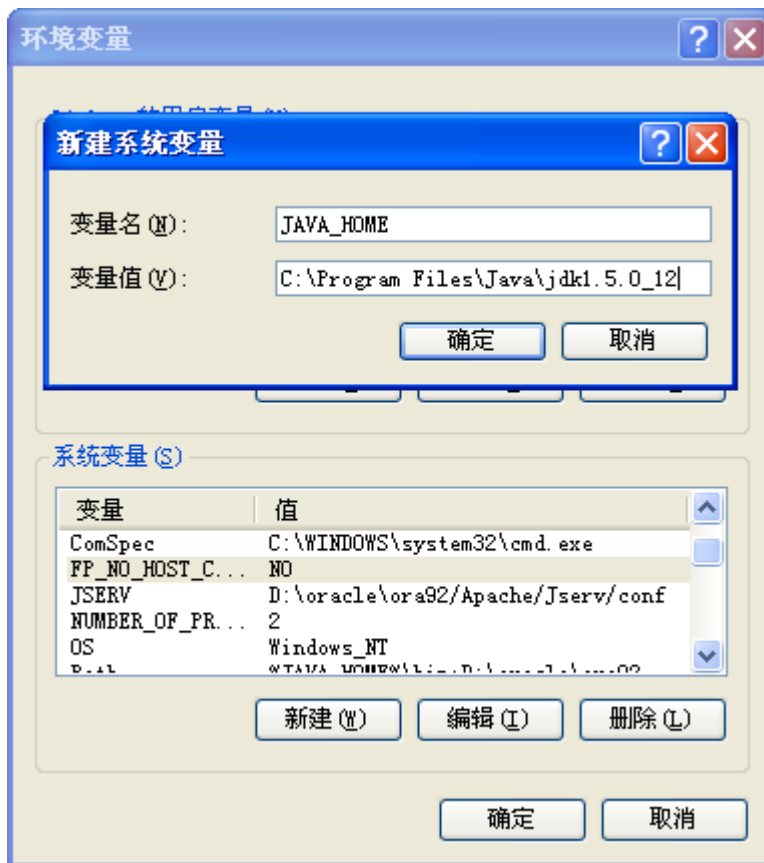 环境变量
新建系统变量
变量名(N): JAVA_HOME
变量值(V): C:\Program Files\Java\jdk1.5.0_12
确定 取消
系统变量(S)
变量 值
ComSpec C:\WINDOWS\system32\cmd.exe
FP_NO_HOST_C... NO
JSERV D:\oracle\ora92/Apache/Jserv/conf
NUMBER_OF_PR... 2
OS Windows_NT
新建(W) 编辑(I) 删除(L)
确定 取消